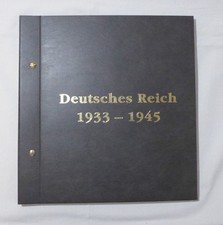 Deutsches Reich
1933 – 1945